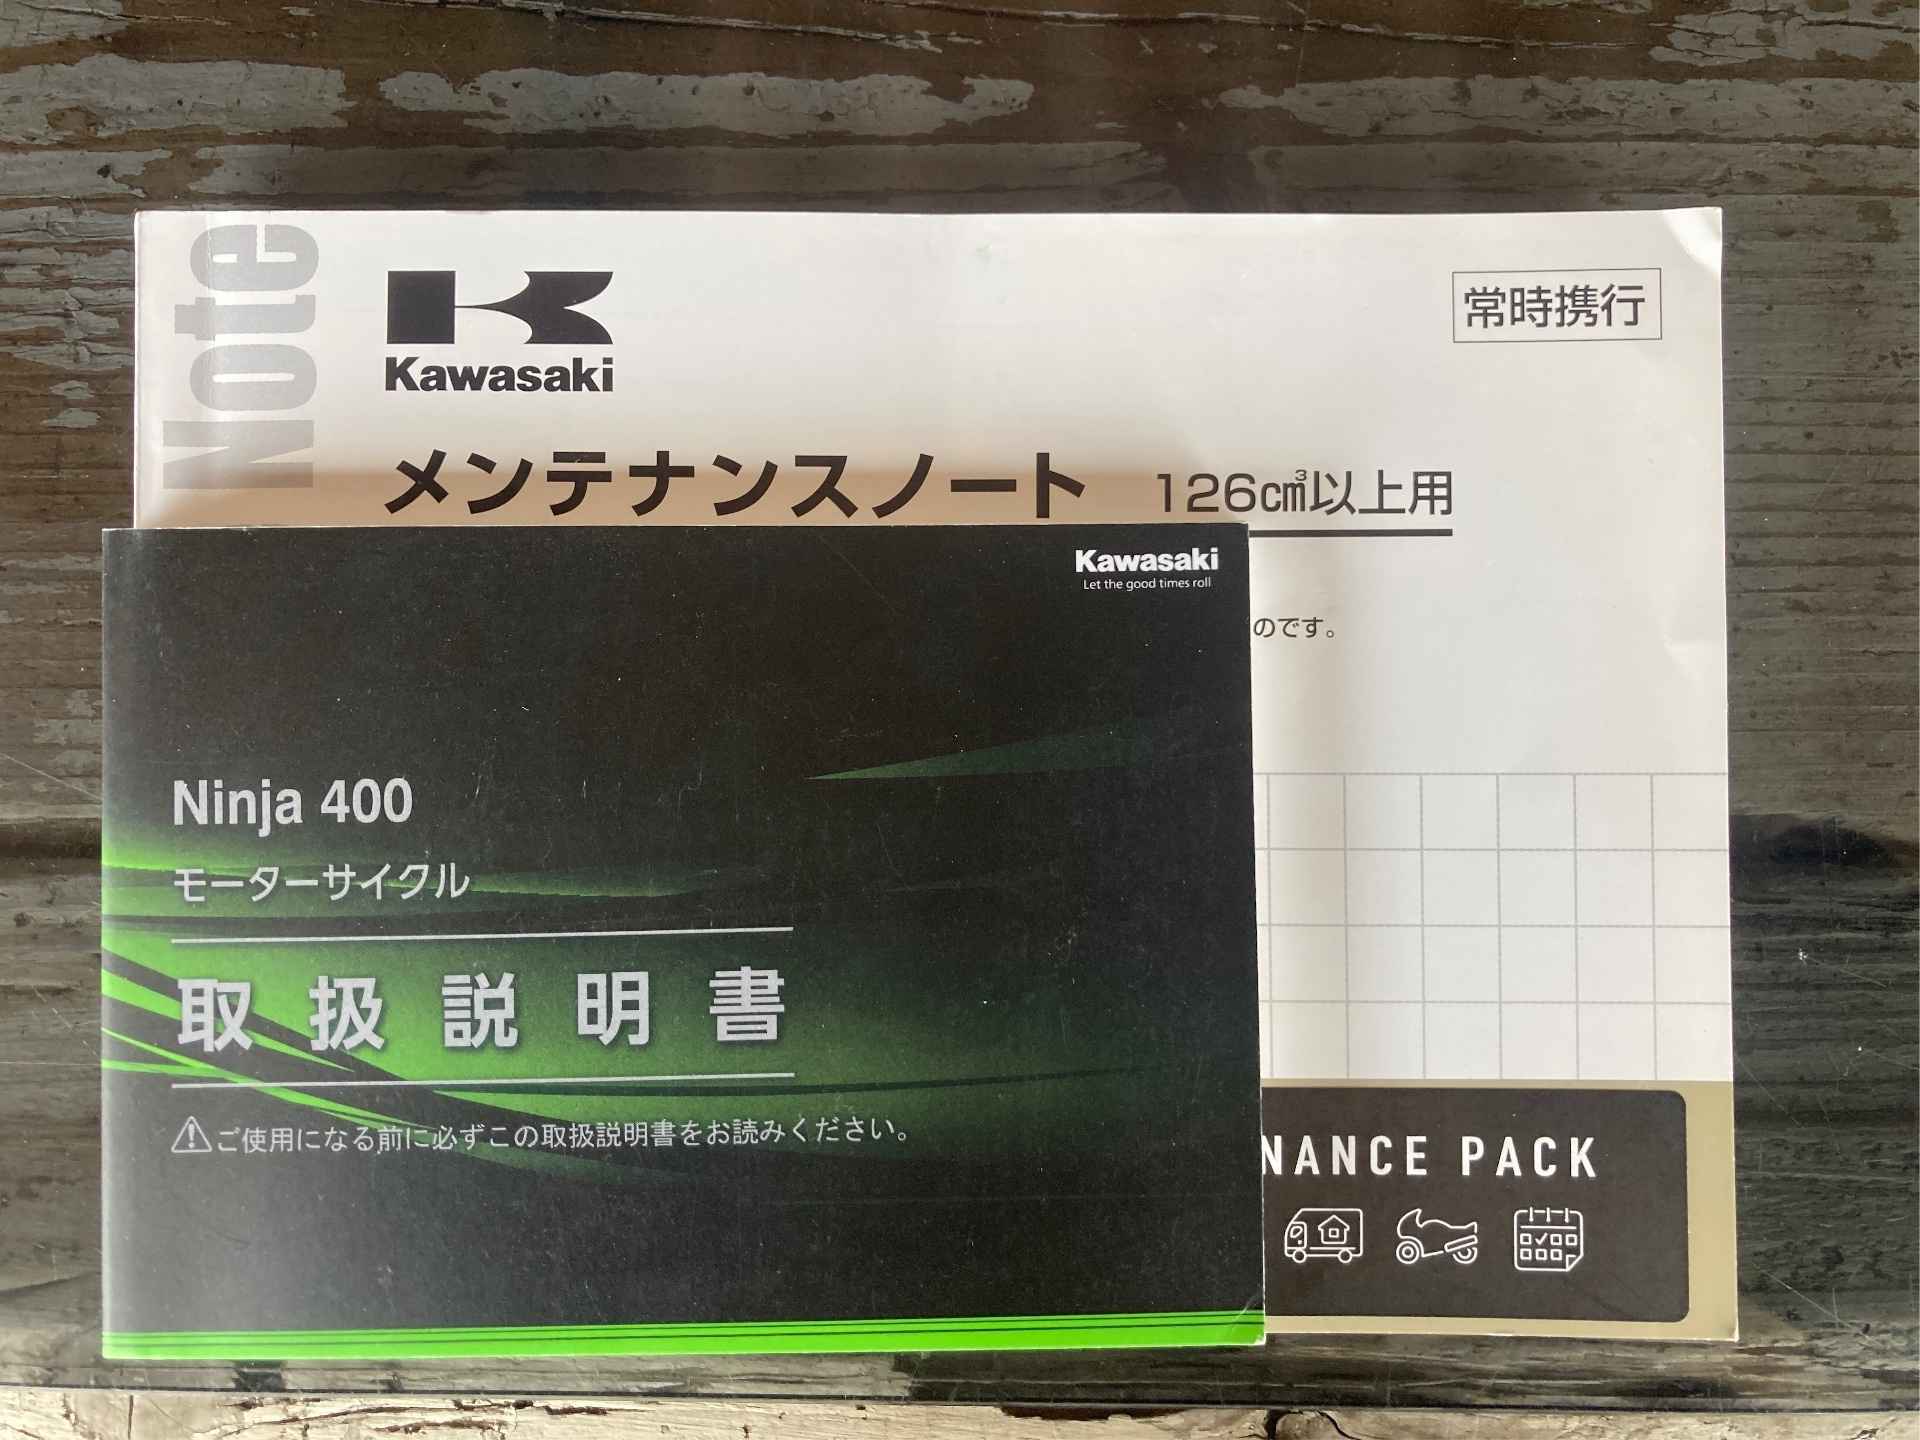 Note
Kawasaki
常時携行
メンテナンスノート 126cm³以上用
のです。
Kawasaki
Let the good times roll
Ninja 400
モーターサイクル
取扱説明書
ご使用になる前に必ずこの取扱説明書をお読みください。
NANCE PACK